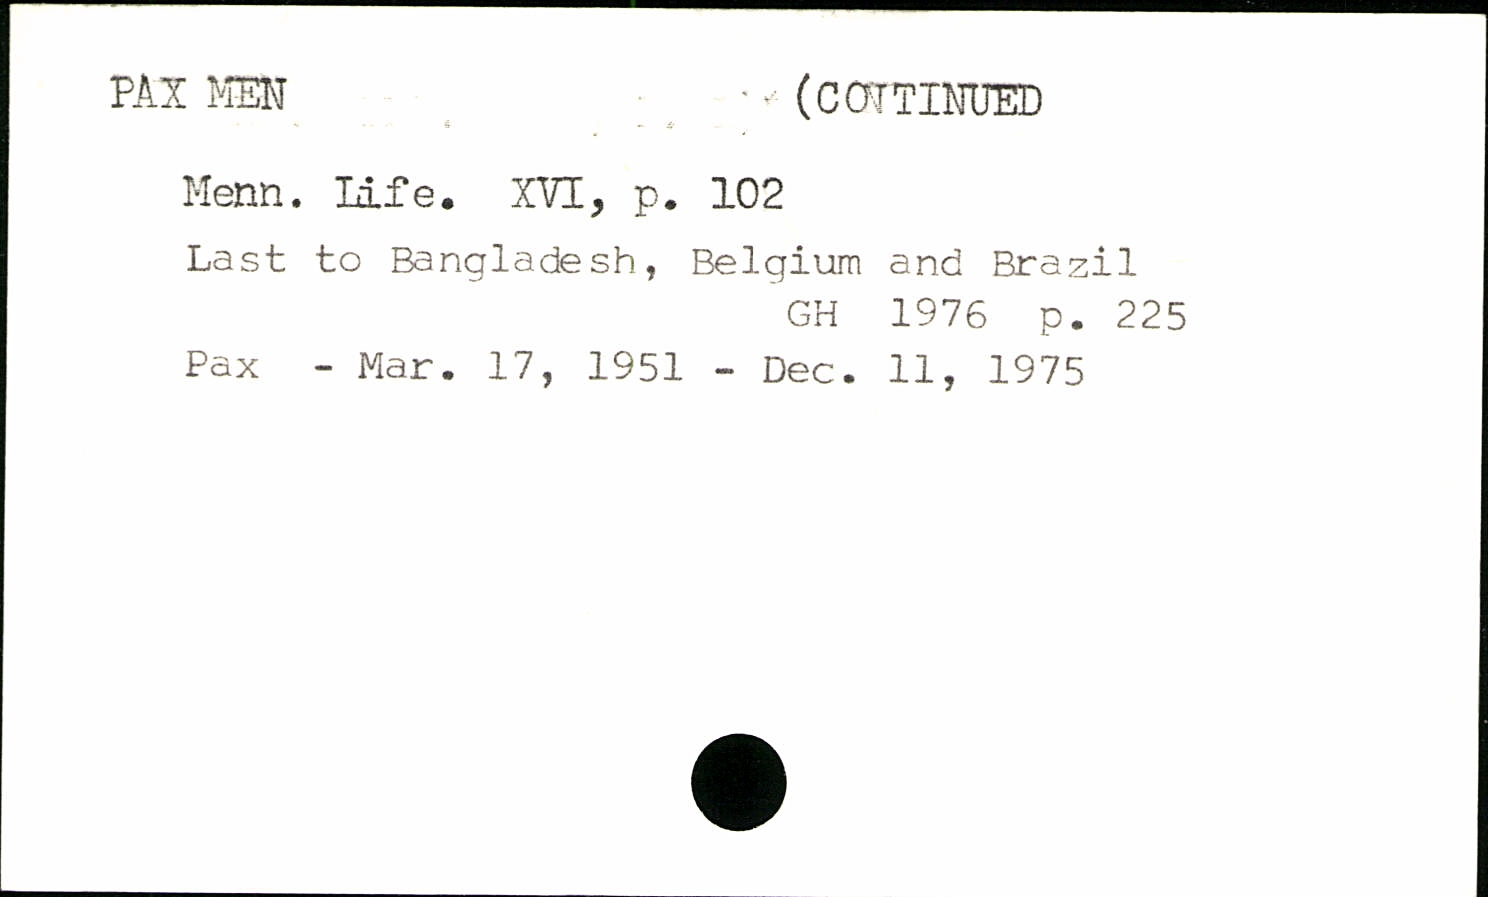 PAX MEN (CONTINUED
Menn. Life. XVI, p. 102
Last to Bangladesh, Belgium and Brazil
GH 1976 p. 225
Pax - Mar. 17, 1951 - Dec. 11, 1975